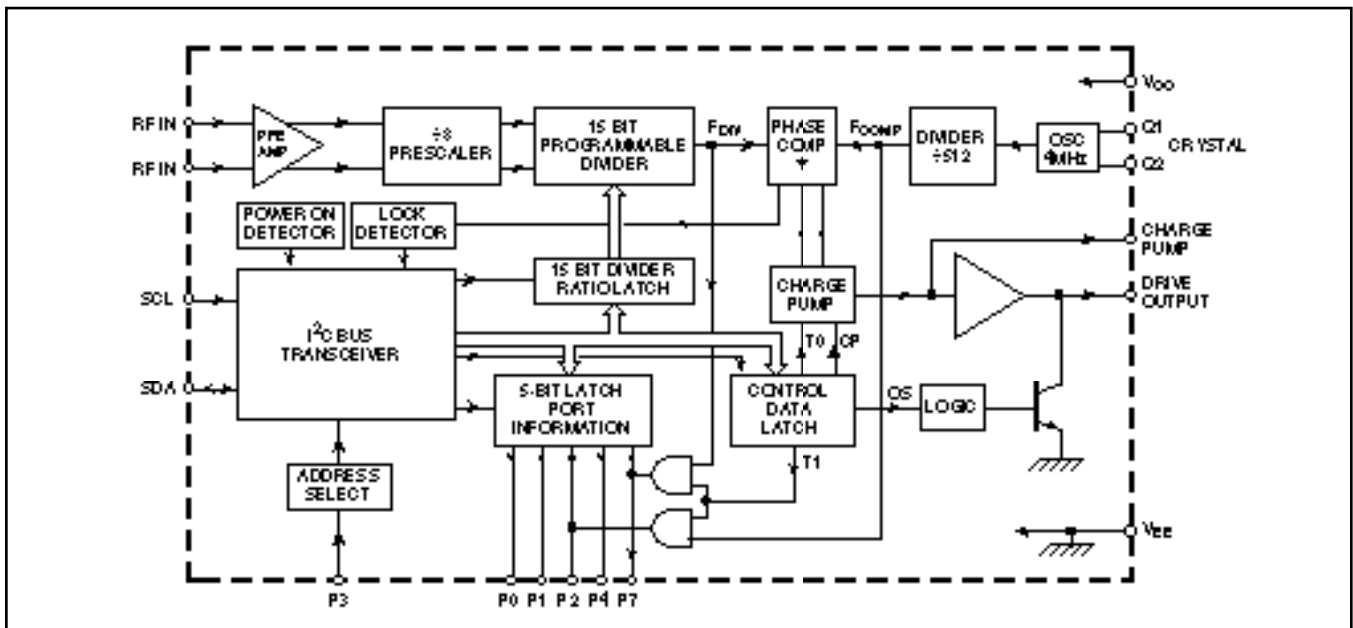 RF IN
RF IN
PRE
AMP
÷8
PRESCALER
15 BIT
PROGRAMMABLE
DIVIDER
FDIV
PHASE
COMP
FCOMP
DIVIDER
÷512
OSC
4MHz
VCC
Q1
Q2
CRYSTAL
POWER ON
DETECTOR
LOCK
DETECTOR
SCL
SDA
I2C BUS
TRANSCEIVER
15 BIT DIVIDER
RATIO LATCH
CHARGE
PUMP
CHARGE
PUMP
DRIVE
OUTPUT
T0
CP
5-BIT LATCH
PORT
INFORMATION
CONTROL
DATA
LATCH
OS
LOGIC
T1
ADDRESS
SELECT
VEE
P3
P0
P1
P2
P4
P7